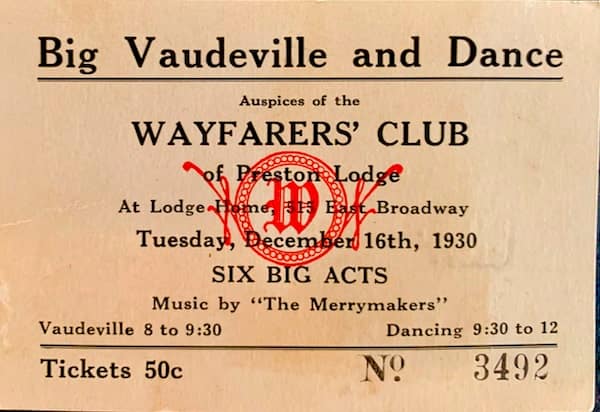 Big Vaudeville and Dance
Auspices of the
WAYFARERS' CLUB
of Preston Lodge
At Lodge Home, 313 East Broadway
Tuesday, December 16th, 1930
W
SIX BIG ACTS
Music by "The Merrymakers"
Vaudeville 8 to 9:30 Dancing 9:30 to 12
Tickets 50c Nº 3492